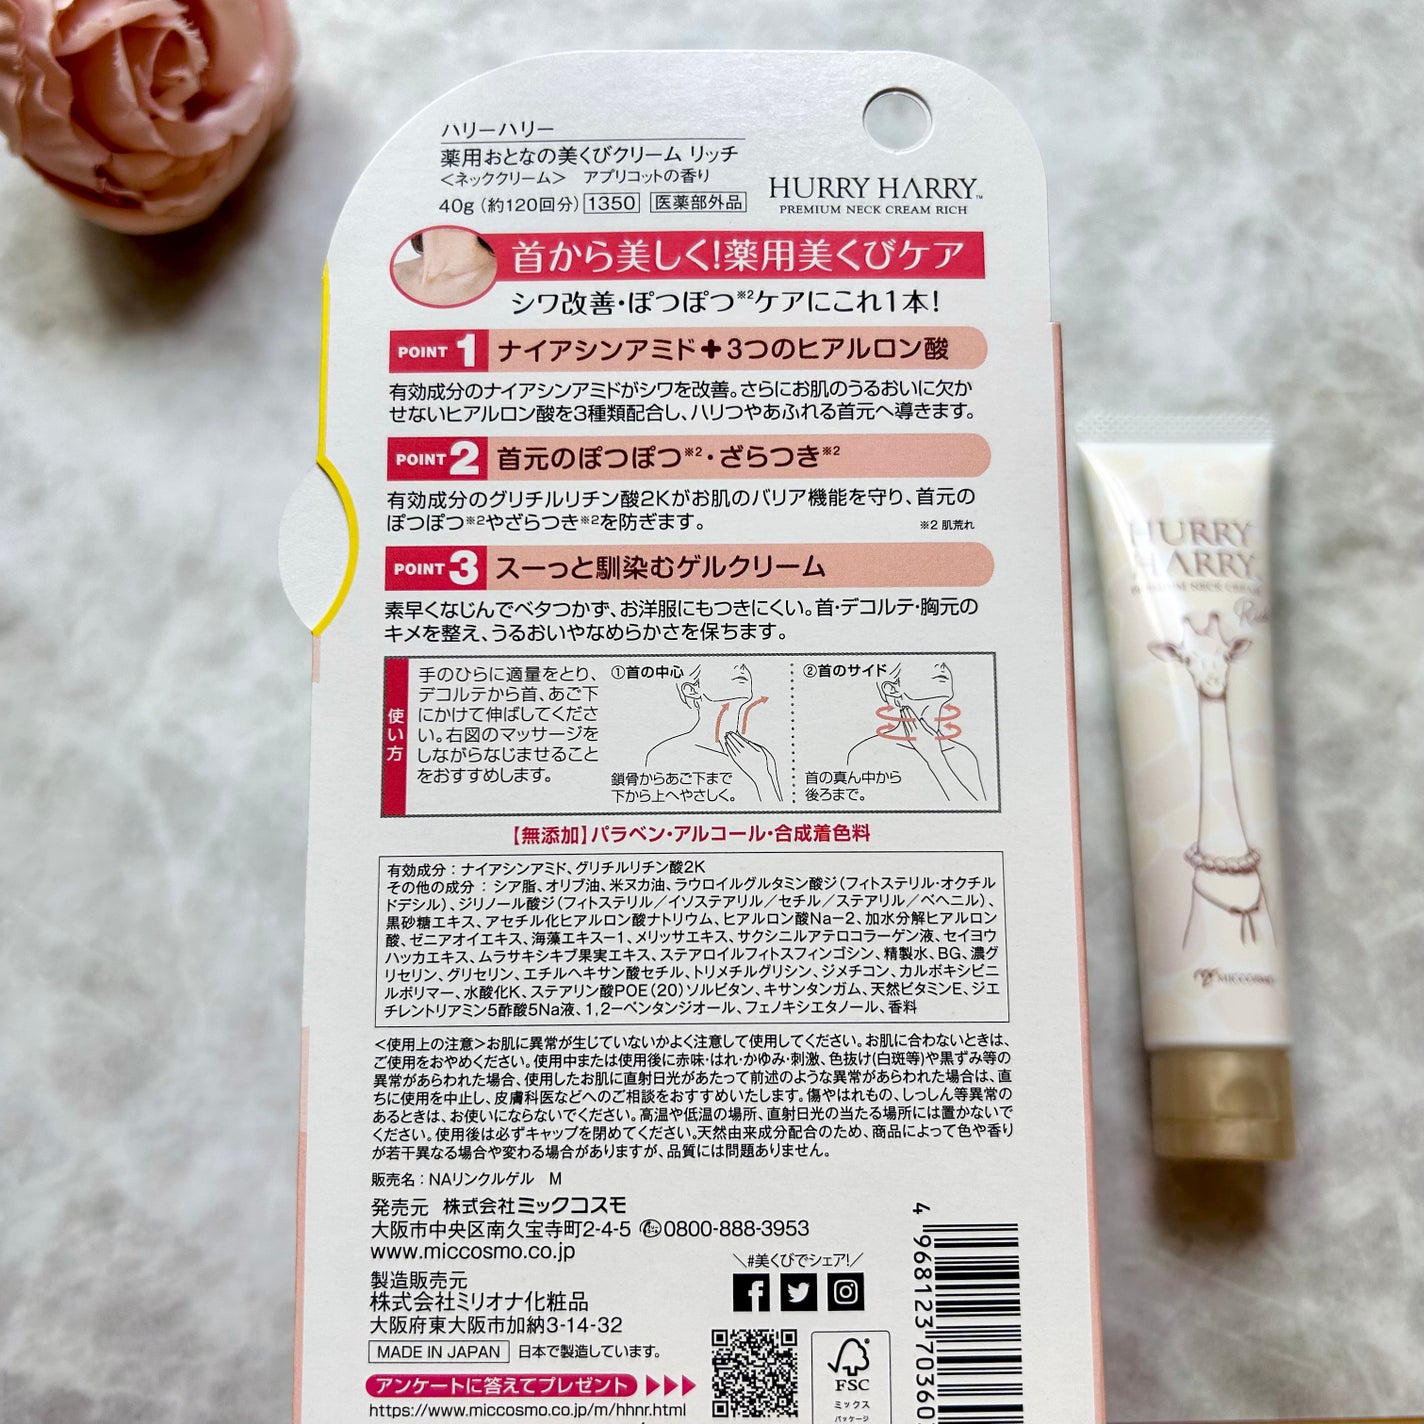 ハリーハリー
薬用おとなの美くびクリーム リッチ
<ネッククリーム> アプリコットの香り
40g(約120回分) 1350 医薬部外品
HURRY HARRY™
PREMIUM NECK CREAM RICH
首から美しく!薬用美くびケア
シワ改善・ぽつぽつ※2ケアにこれ1本!
POINT 1 ナイアシンアミド+3つのヒアルロン酸
有効成分のナイアシンアミドがシワを改善。さらにお肌のうるおいに欠か
せないヒアルロン酸を3種類配合し、ハリつやあふれる首元へ導きます。
POINT 2 首元のぽつぽつ※2・ざらつき※2
有効成分のグリチルリチン酸2Kがお肌のバリア機能を守り、首元の
ぽつぽつ※2やざらつき※2を防ぎます。
※2 肌荒れ
POINT 3 スーっと馴染むゲルクリーム
素早くなじんでベタつかず、お洋服にもつきにくい。首・デコルテ・胸元の
キメを整え、うるおいやなめらかさを保ちます。
使い方
手のひらに適量をとり、
デコルテから首、あご下
にかけて伸ばしてくださ
い。右図のマッサージを
しながらなじませること
をおすすめします。
①首の中心
鎖骨からあご下まで
下から上へやさしく。
②首のサイド
首の真ん中から
後ろまで。
【無添加】パラベン・アルコール・合成着色料
有効成分:ナイアシンアミド、グリチルリチン酸2K
その他の成分:シア脂、オリブ油、米ヌカ油、ラウロイルグルタミン酸ジ(フィトステリル・オクチル
ドデシル)、ジリノール酸ジ(フィトステリル/イソステアリル/セチル/ステアリル/ベヘニル)、
黒砂糖エキス、アセチル化ヒアルロン酸ナトリウム、ヒアルロン酸Na-2、加水分解ヒアルロン
酸、ゼニアオイエキス、海藻エキス-1、メリッサエキス、サクシニルアテロコラーゲン液、セイヨウ
ハッカエキス、ムラサキシキブ果実エキス、ステアロイルフィトスフィンゴシン、精製水、BG、濃グ
リセリン、グリセリン、エチルヘキサン酸セチル、トリメチルグリシン、ジメチコン、カルボキシビニ
ルポリマー、水酸化K、ステアリン酸POE(20)ソルビタン、キサンタンガム、天然ビタミンE、ジエ
チレントリアミン5酢酸5Na液、1,2-ペンタンジオール、フェノキシエタノール、香料
<使用上の注意>お肌に異常が生じていないかよく注意して使用してください。お肌に合わないときは、
ご使用をおやめください。使用中または使用後に赤味・はれ・かゆみ・刺激、色抜け(白斑等)や黒ずみ等の
異常があらわれた場合、使用したお肌に直射日光があたって前述のような異常があらわれた場合は、直
ちに使用を中止し、皮膚科医などへのご相談をおすすめいたします。傷やはれもの、しっしん等異常の
あるときは、お使いにならないでください。高温や低温の場所、直射日光の当たる場所には置かないで
ください。使用後は必ずキャップを閉めてください。天然由来成分配合のため、商品によって色や香り
が若干異なる場合や変わる場合がありますが、品質には問題ありません。
販売名:NAリンクルゲル M
発売元 株式会社ミックコスモ
大阪市中央区南久宝寺町2-4-5 0800-888-3953
www.miccosmo.co.jp
製造販売元
株式会社ミリオナ化粧品
大阪府東大阪市加納3-14-32
MADE IN JAPAN 日本で製造しています。
アンケートに答えてプレゼント
https://www.miccosmo.co.jp/m/hhnr.html
\#美くびでシェア!/
FSC
ミックス
パッケージ
4 968123 70360
HURRY
HARRY
PREMIUM NECK CREAM
Rich
MICCOSMO